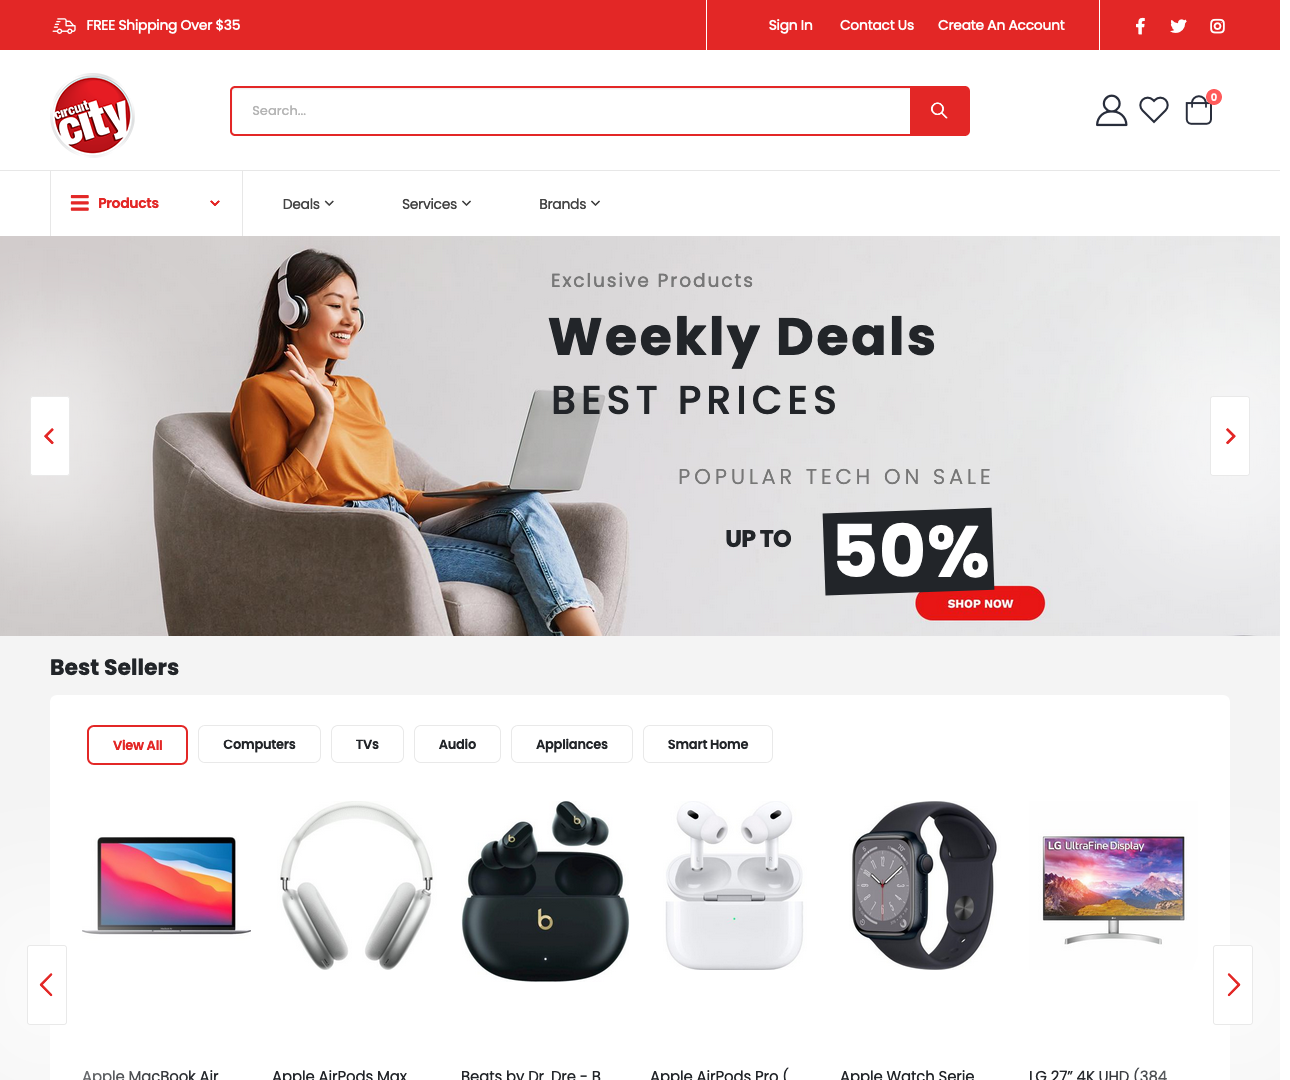 FREE Shipping Over $35
Sign In
Contact Us
Create An Account
circuit
city
Search...
0
Products
Deals
Services
Brands
Exclusive Products
Weekly Deals
BEST PRICES
POPULAR TECH ON SALE
UP TO
50%
SHOP NOW
Best Sellers
View All
Computers
TVs
Audio
Appliances
Smart Home
b
b
b
LG UltraFine Display
Apple MacBook Air
Apple AirPods Max
Beats by Dr. Dre - B
Apple AirPods Pro (
Apple Watch Serie
LG 27" 4K UHD (384